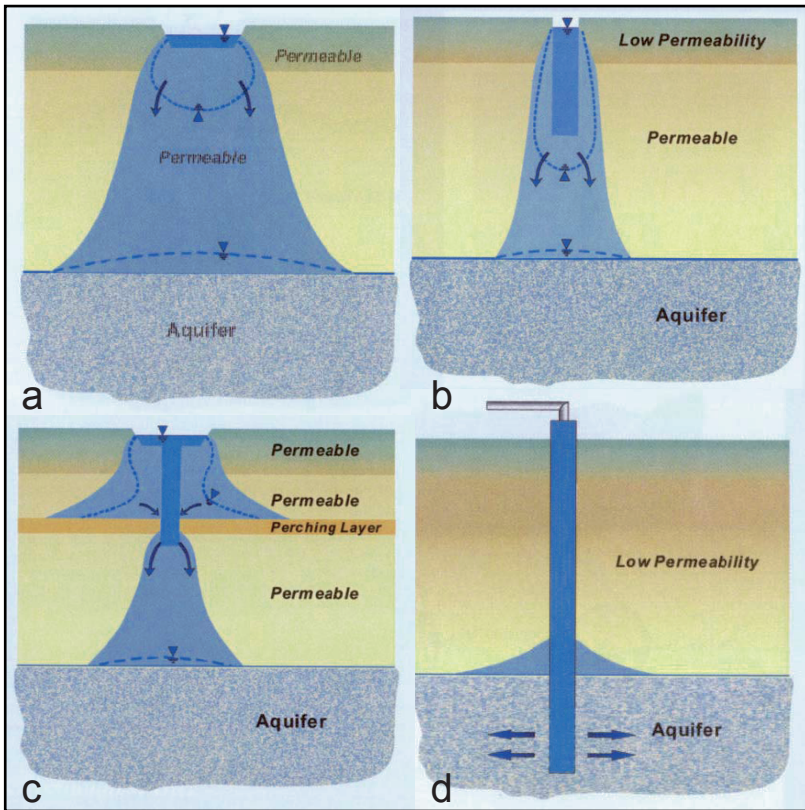 Permeable
Permeable
Aquifer
a
Low Permeability
Permeable
Aquifer
b
Permeable
Permeable
Perching Layer
Permeable
Aquifer
c
Low Permeability
Aquifer
d